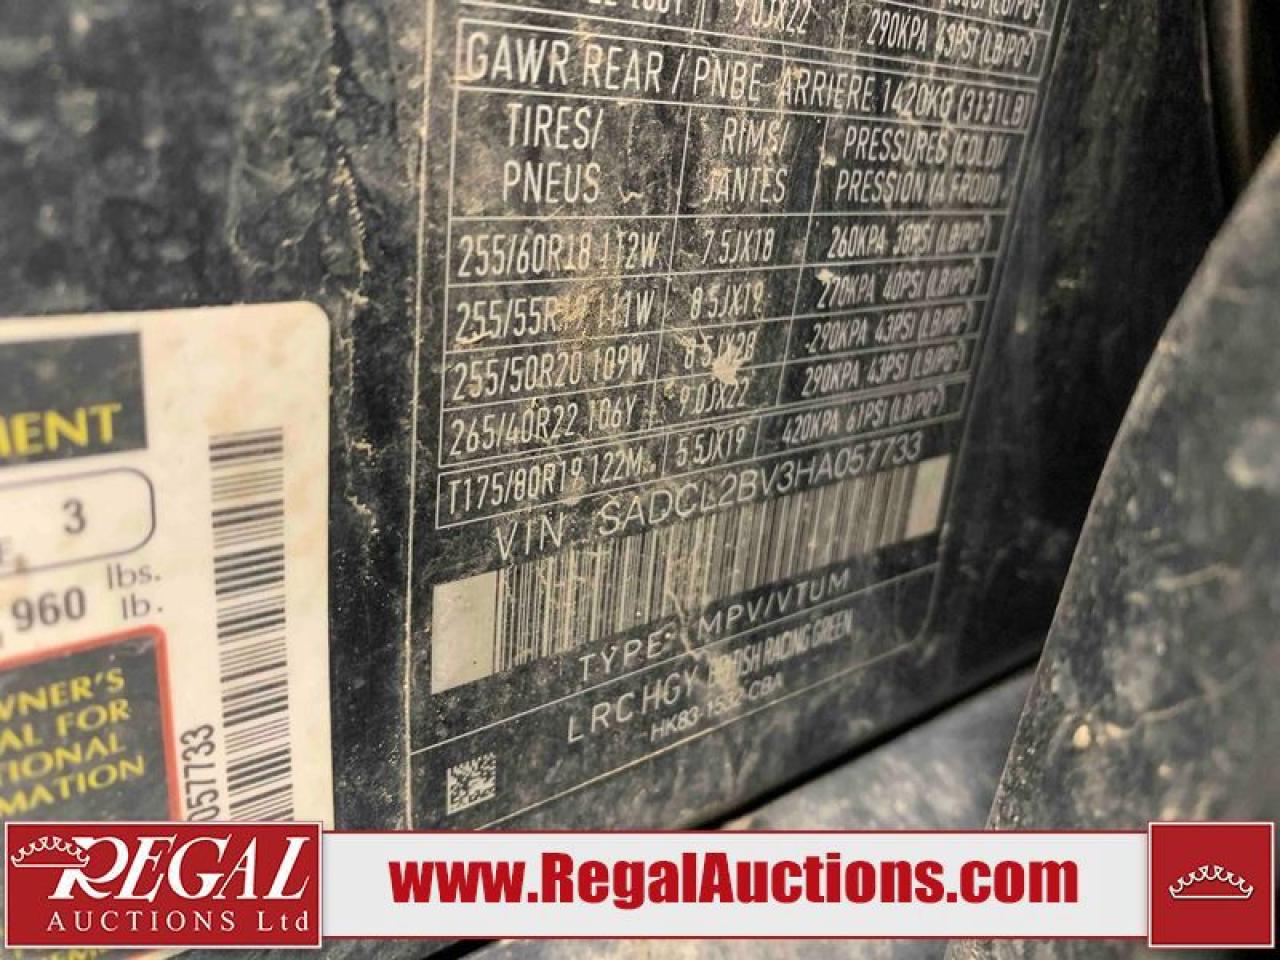 9.0JX22 290KPA 43PSI (LB/PO²)
GAWR REAR / PNBE ARRIERE 1420KG (3131LB)
TIRES/ RIMS/ PRESSURES (COLD)/
PNEUS JANTES PRESSION (A FROID)
255/60R18 112W 7.5JX18 260KPA 38PSI (LB/PO²)
255/55R19 111W 8.5JX19 270KPA 40PSI (LB/PO²)
255/50R20 109W 8.5JX20 290KPA 43PSI (LB/PO²)
265/40R22 106Y 9.0JX22 290KPA 43PSI (LB/PO²)
T175/80R19 122M 5.5JX19 420KPA 61PSI (LB/PO²)
VIN SADCL2BV3HA057733
TYPE: MPV/VTUM
LRC HGY BRITISH RACING GREEN
HK83-1532-CBA
MENT
3
960 lbs.
lb.
WNER'S
AL FOR
TIONAL
MATION
057733
REGAL
AUCTIONS Ltd
www.RegalAuctions.com